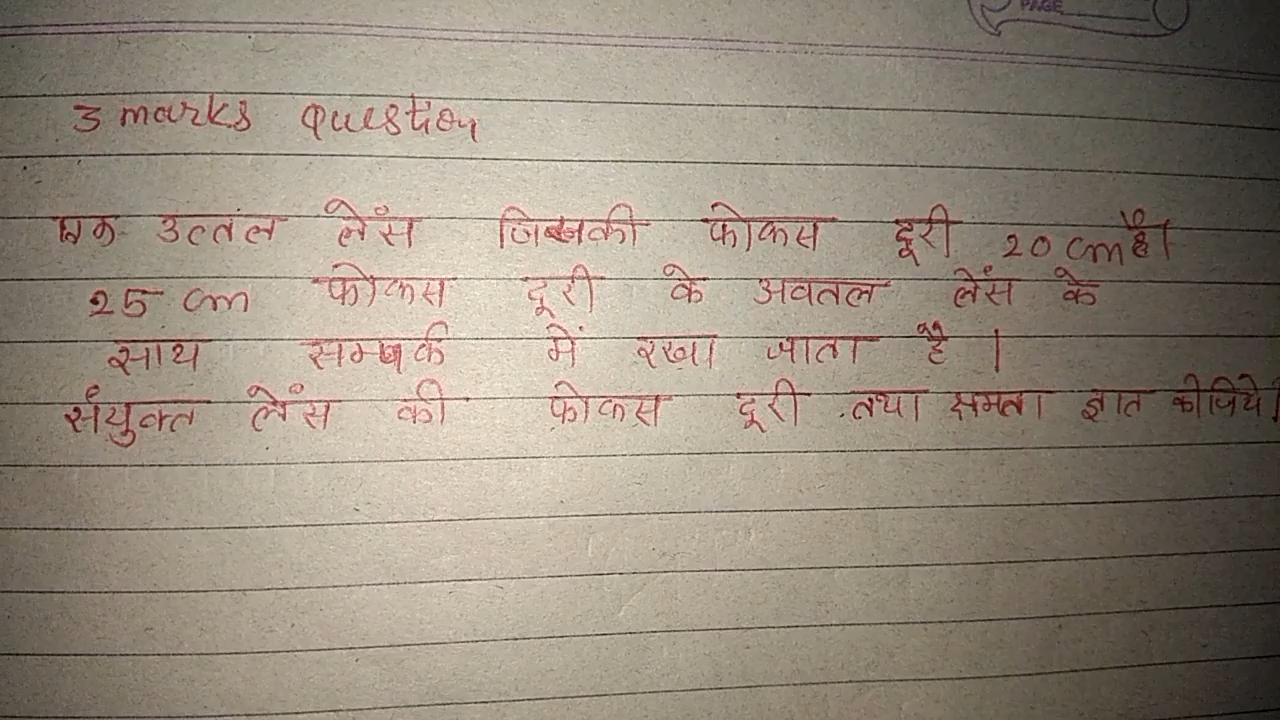 PAGE
3 marks question
एक उत्तल लेंस जिसकी फोकस दूरी 20 cm है।
25 cm फोकस दूरी के अवतल लेंस के
साथ सम्पर्क में रखा जाता है |
संयुक्त लेंस की फोकस दूरी तथा क्षमता ज्ञात कीजिये।